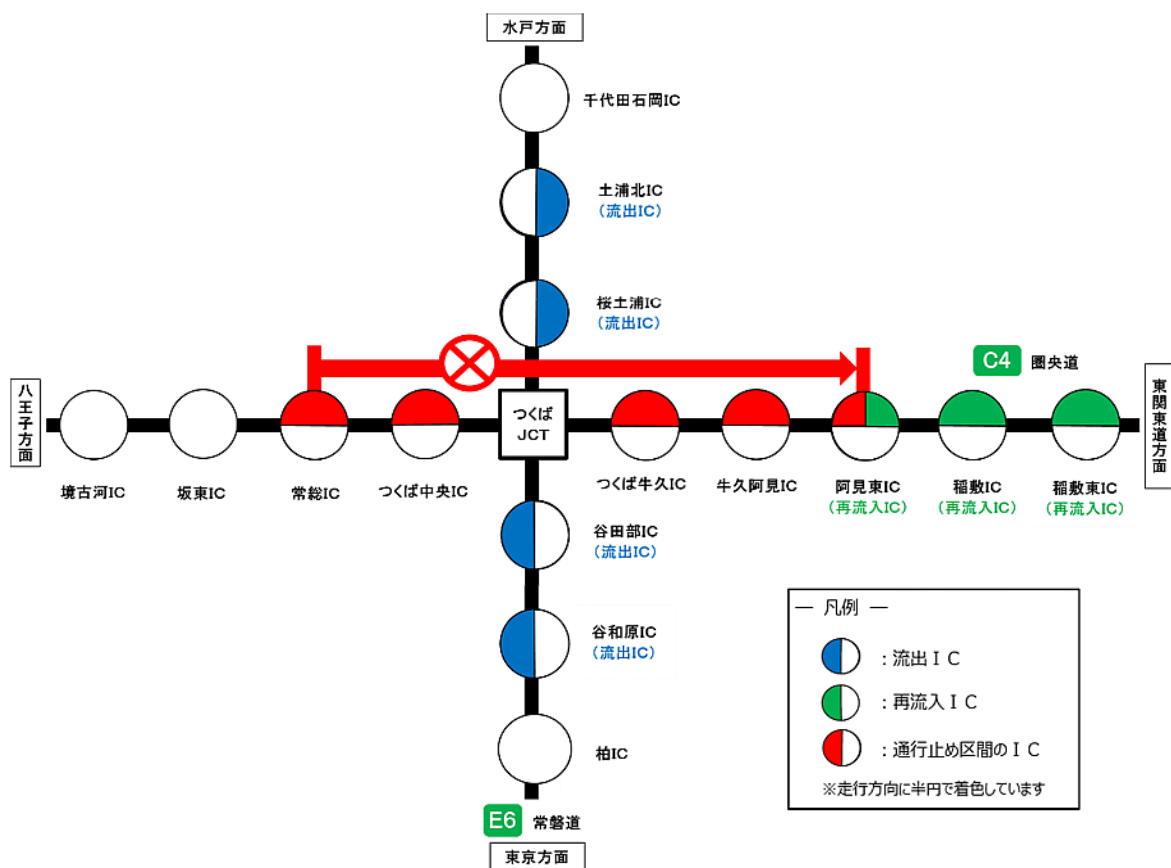 水戸方面
千代田石岡IC
土浦北IC
(流出IC)
桜土浦IC
(流出IC)
C4 圏央道
八王子方面
つくば
JCT
東関東道方面
境古河IC
坂東IC
常総IC
つくば中央IC
つくば牛久IC
牛久阿見IC
阿見東IC
(再流入IC)
稲敷IC
(再流入IC)
稲敷東IC
(再流入IC)
谷田部IC
(流出IC)
谷和原IC
(流出IC)
柏IC
E6 常磐道
東京方面
― 凡例 ―
:流出IC
:再流入IC
:通行止め区間のIC
※走行方向に半円で着色しています